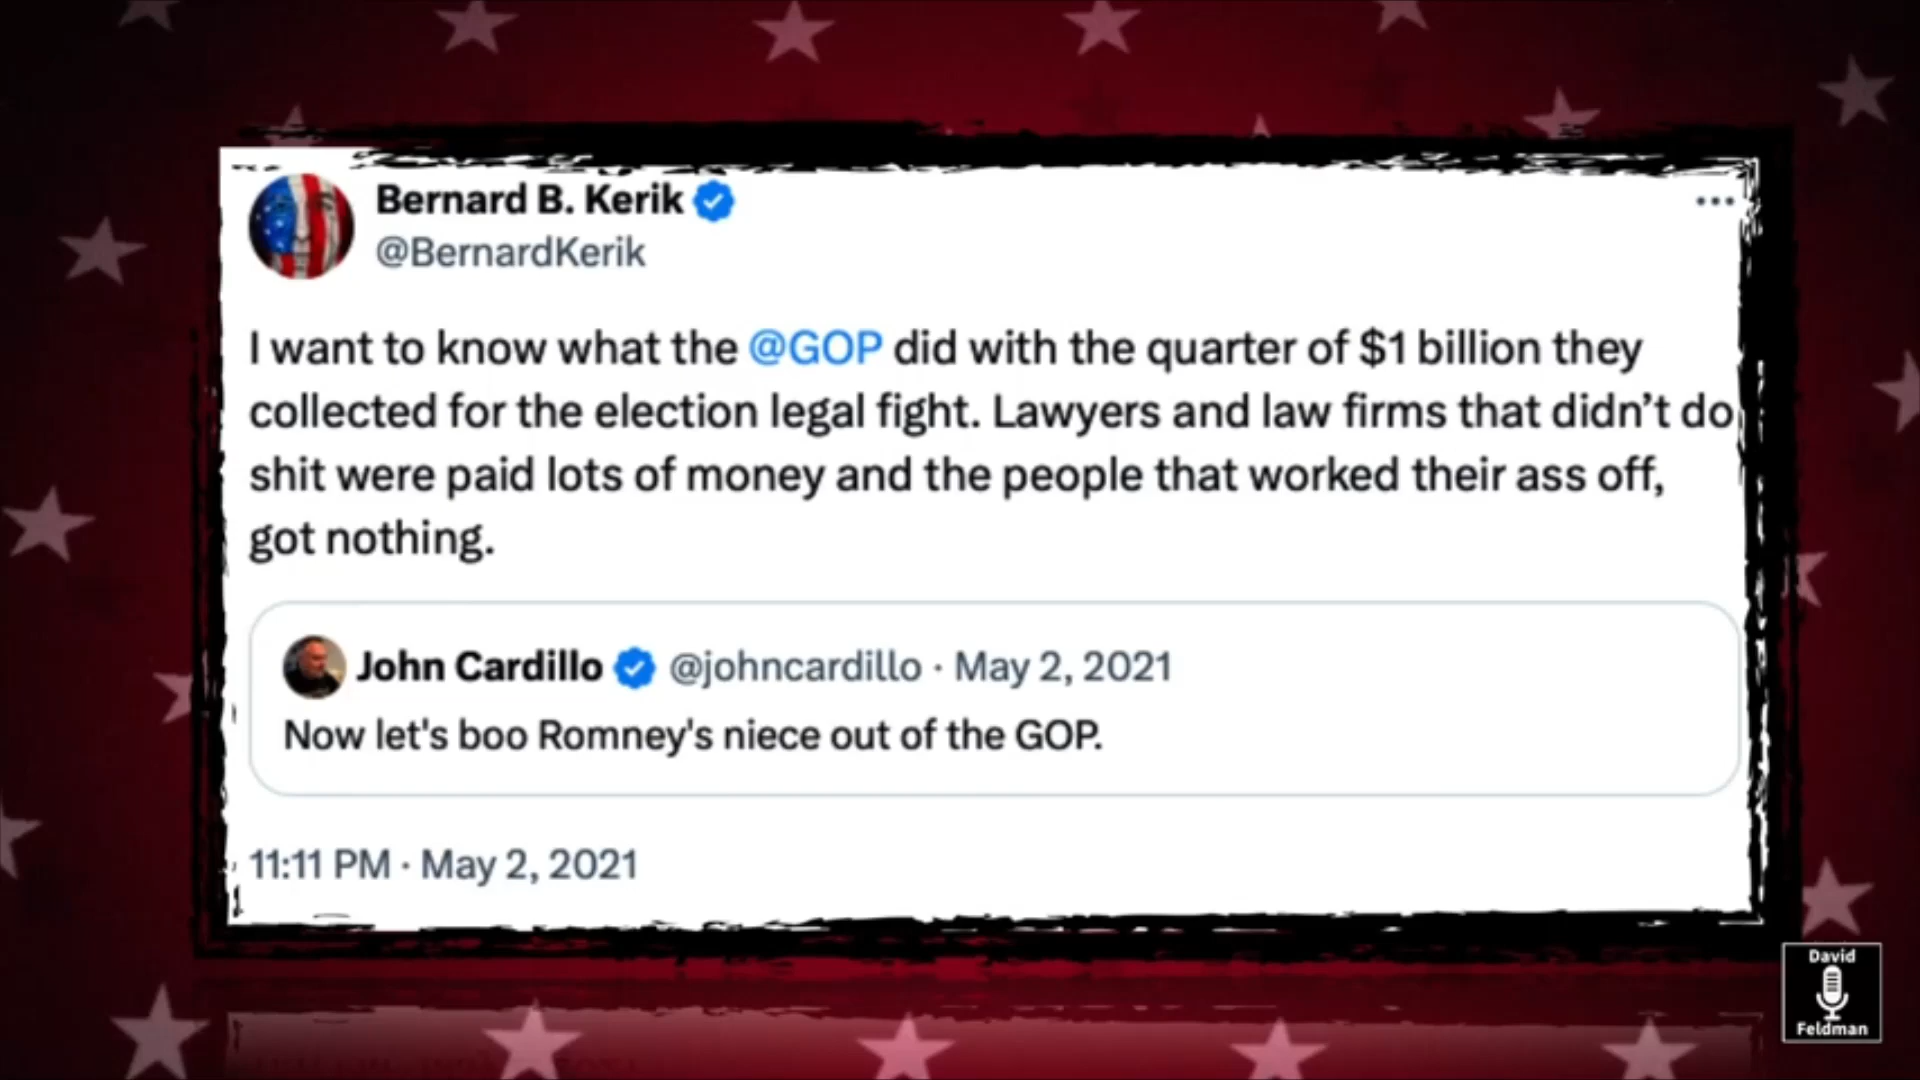 Bernard B. Kerik
@BernardKerik
I want to know what the @GOP did with the quarter of $1 billion they
collected for the election legal fight. Lawyers and law firms that didn’t do
shit were paid lots of money and the people that worked their ass off,
got nothing.
John Cardillo @johncardillo · May 2, 2021
Now let's boo Romney's niece out of the GOP.
11:11 PM · May 2, 2021
David
Feldman